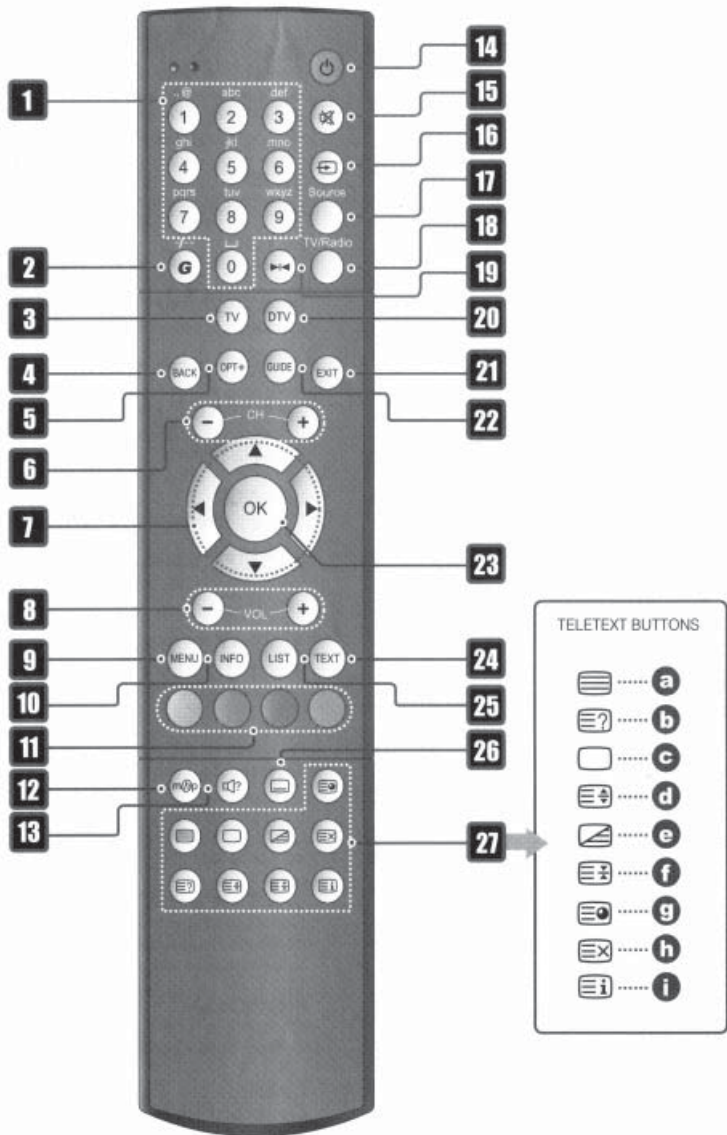 14
15
1
., @ abc def
1 2 3
16
ghi jkl mno
4 5 6
17
pqrs tuv wxyz Source
7 8 9
18
-/-- TV/Radio
2
G 0
19
3
TV DTV
20
4
BACK OPT+ GUIDE EXIT
21
5
22
6
- CH +
7
OK
23
8
- VOL +
9
MENU INFO LIST TEXT
24
10
25
11
26
12
?
13
27
?
i
TELETEXT BUTTONS
a
? b
c
d
e
f
g
x h
i i